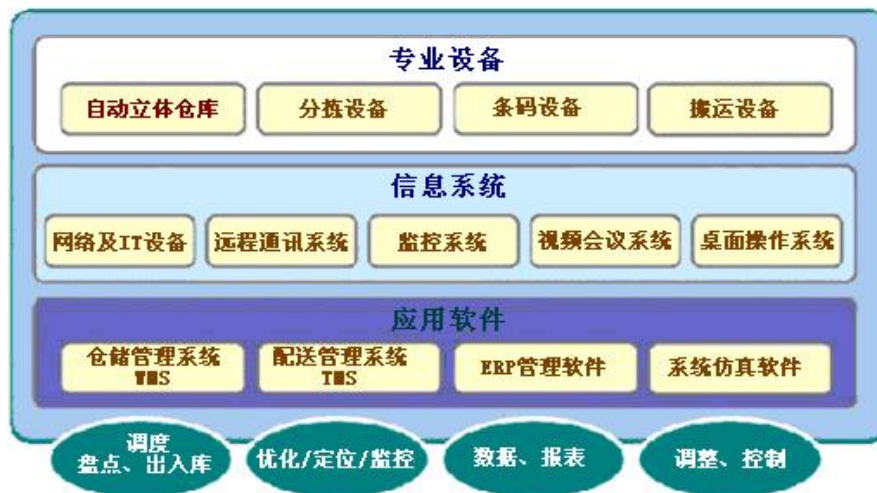 专业设备
自动立体仓库 分拣设备 条码设备 搬运设备
信息系统
网络及IT设备 远程通讯系统 监控系统 视频会议系统 桌面操作系统
应用软件
仓储管理系统 配送管理系统 ERP管理软件 系统仿真软件
WMS TMS
调度 优化/定位/监控 数据、报表 调整、控制
盘点、出入库